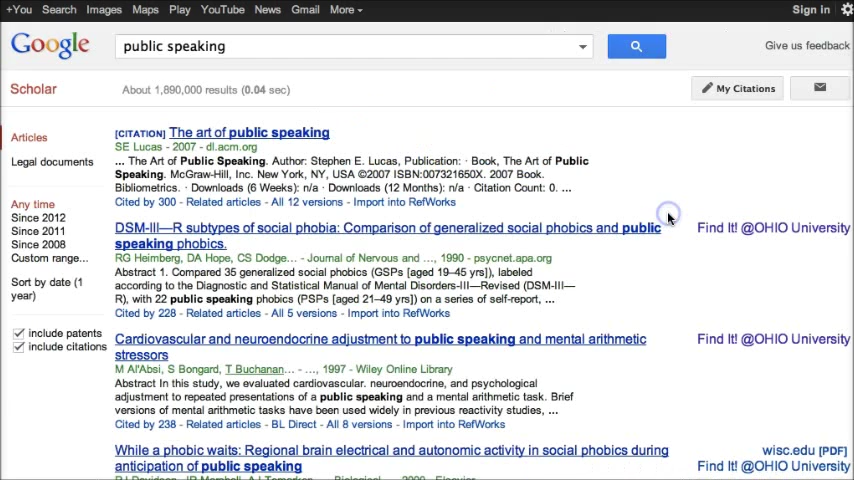 +You Search Images Maps Play YouTube News Gmail More
Sign in
Google
public speaking
Give us feedback
Scholar
About 1,890,000 results (0.04 sec)
My Citations
Articles
Legal documents
Any time
Since 2012
Since 2011
Since 2008
Custom range...
Sort by date (1
year)
include patents
include citations
[CITATION] The art of public speaking
SE Lucas - 2007 - dl.acm.org
... The Art of Public Speaking. Author: Stephen E. Lucas, Publication: · Book, The Art of Public
Speaking. McGraw-Hill, Inc. New York, NY, USA ©2007 ISBN:007321650X. 2007 Book.
Bibliometrics. · Downloads (6 Weeks): n/a · Downloads (12 Months): n/a · Citation Count: 0. ...
Cited by 300 - Related articles - All 12 versions - Import into RefWorks
DSM-III—R subtypes of social phobia: Comparison of generalized social phobics and public
speaking phobics.
Find It! @OHIO University
RG Heimberg, DA Hope, CS Dodge... - Journal of Nervous and ..., 1990 - psycnet.apa.org
Abstract 1. Compared 35 generalized social phobics (GSPs [aged 19–45 yrs]), labeled
according to the Diagnostic and Statistical Manual of Mental Disorders-III—Revised (DSM-III—
R), with 22 public speaking phobics (PSPs [aged 21–49 yrs]) on a series of self-report, ...
Cited by 228 - Related articles - All 5 versions - Import into RefWorks
Cardiovascular and neuroendocrine adjustment to public speaking and mental arithmetic
stressors
Find It! @OHIO University
M Al'Absi, S Bongard, T Buchanan... - ..., 1997 - Wiley Online Library
Abstract In this study, we evaluated cardiovascular. neuroendocrine, and psychological
adjustment to repeated presentations of a public speaking and a mental arithmetic task. Brief
versions of mental arithmetic tasks have been used widely in previous reactivity studies, ...
Cited by 238 - Related articles - BL Direct - All 8 versions - Import into RefWorks
While a phobic waits: Regional brain electrical and autonomic activity in social phobics during
anticipation of public speaking
wisc.edu [PDF]
Find It! @OHIO University